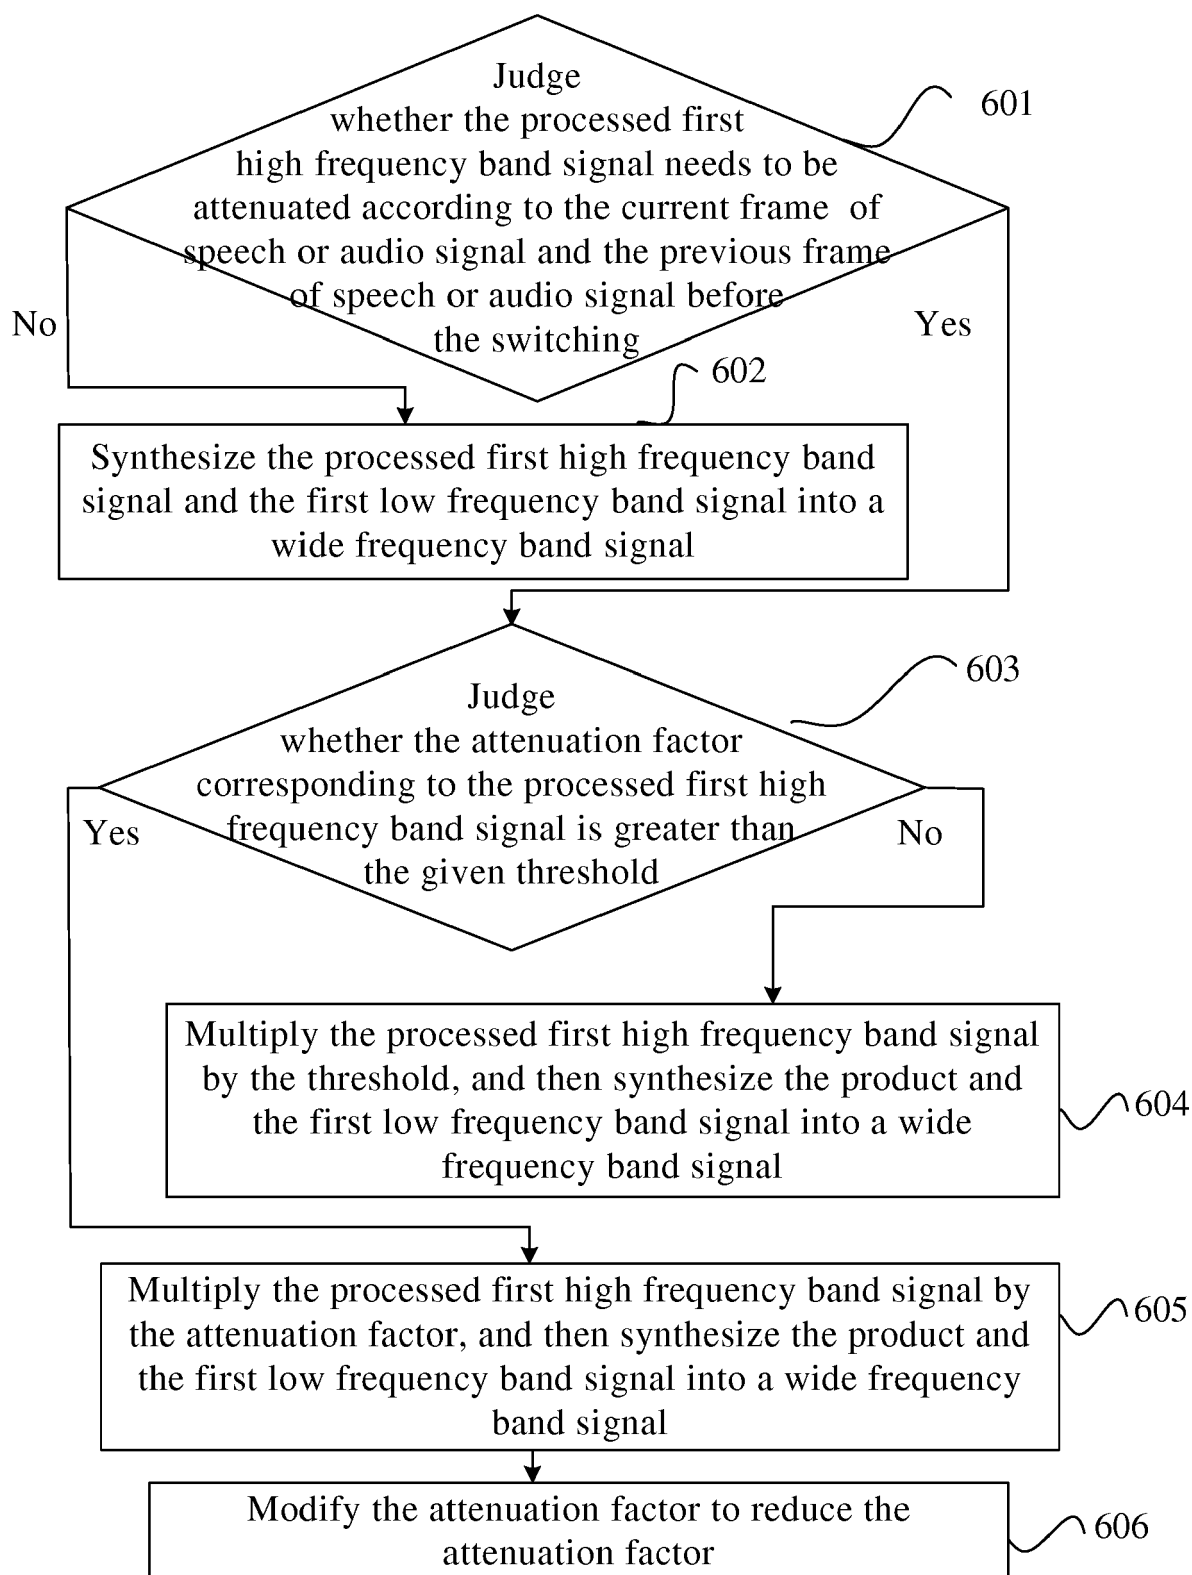 Judge
whether the processed first
high frequency band signal needs to be
attenuated according to the current frame of
speech or audio signal and the previous frame
of speech or audio signal before
the switching
601
No
Yes
602
Synthesize the processed first high frequency band
signal and the first low frequency band signal into a
wide frequency band signal
Judge
whether the attenuation factor
corresponding to the processed first high
frequency band signal is greater than
the given threshold
603
Yes
No
Multiply the processed first high frequency band signal
by the threshold, and then synthesize the product and
the first low frequency band signal into a wide
frequency band signal
604
Multiply the processed first high frequency band signal by
the attenuation factor, and then synthesize the product and
the first low frequency band signal into a wide frequency
band signal
605
Modify the attenuation factor to reduce the
attenuation factor
606